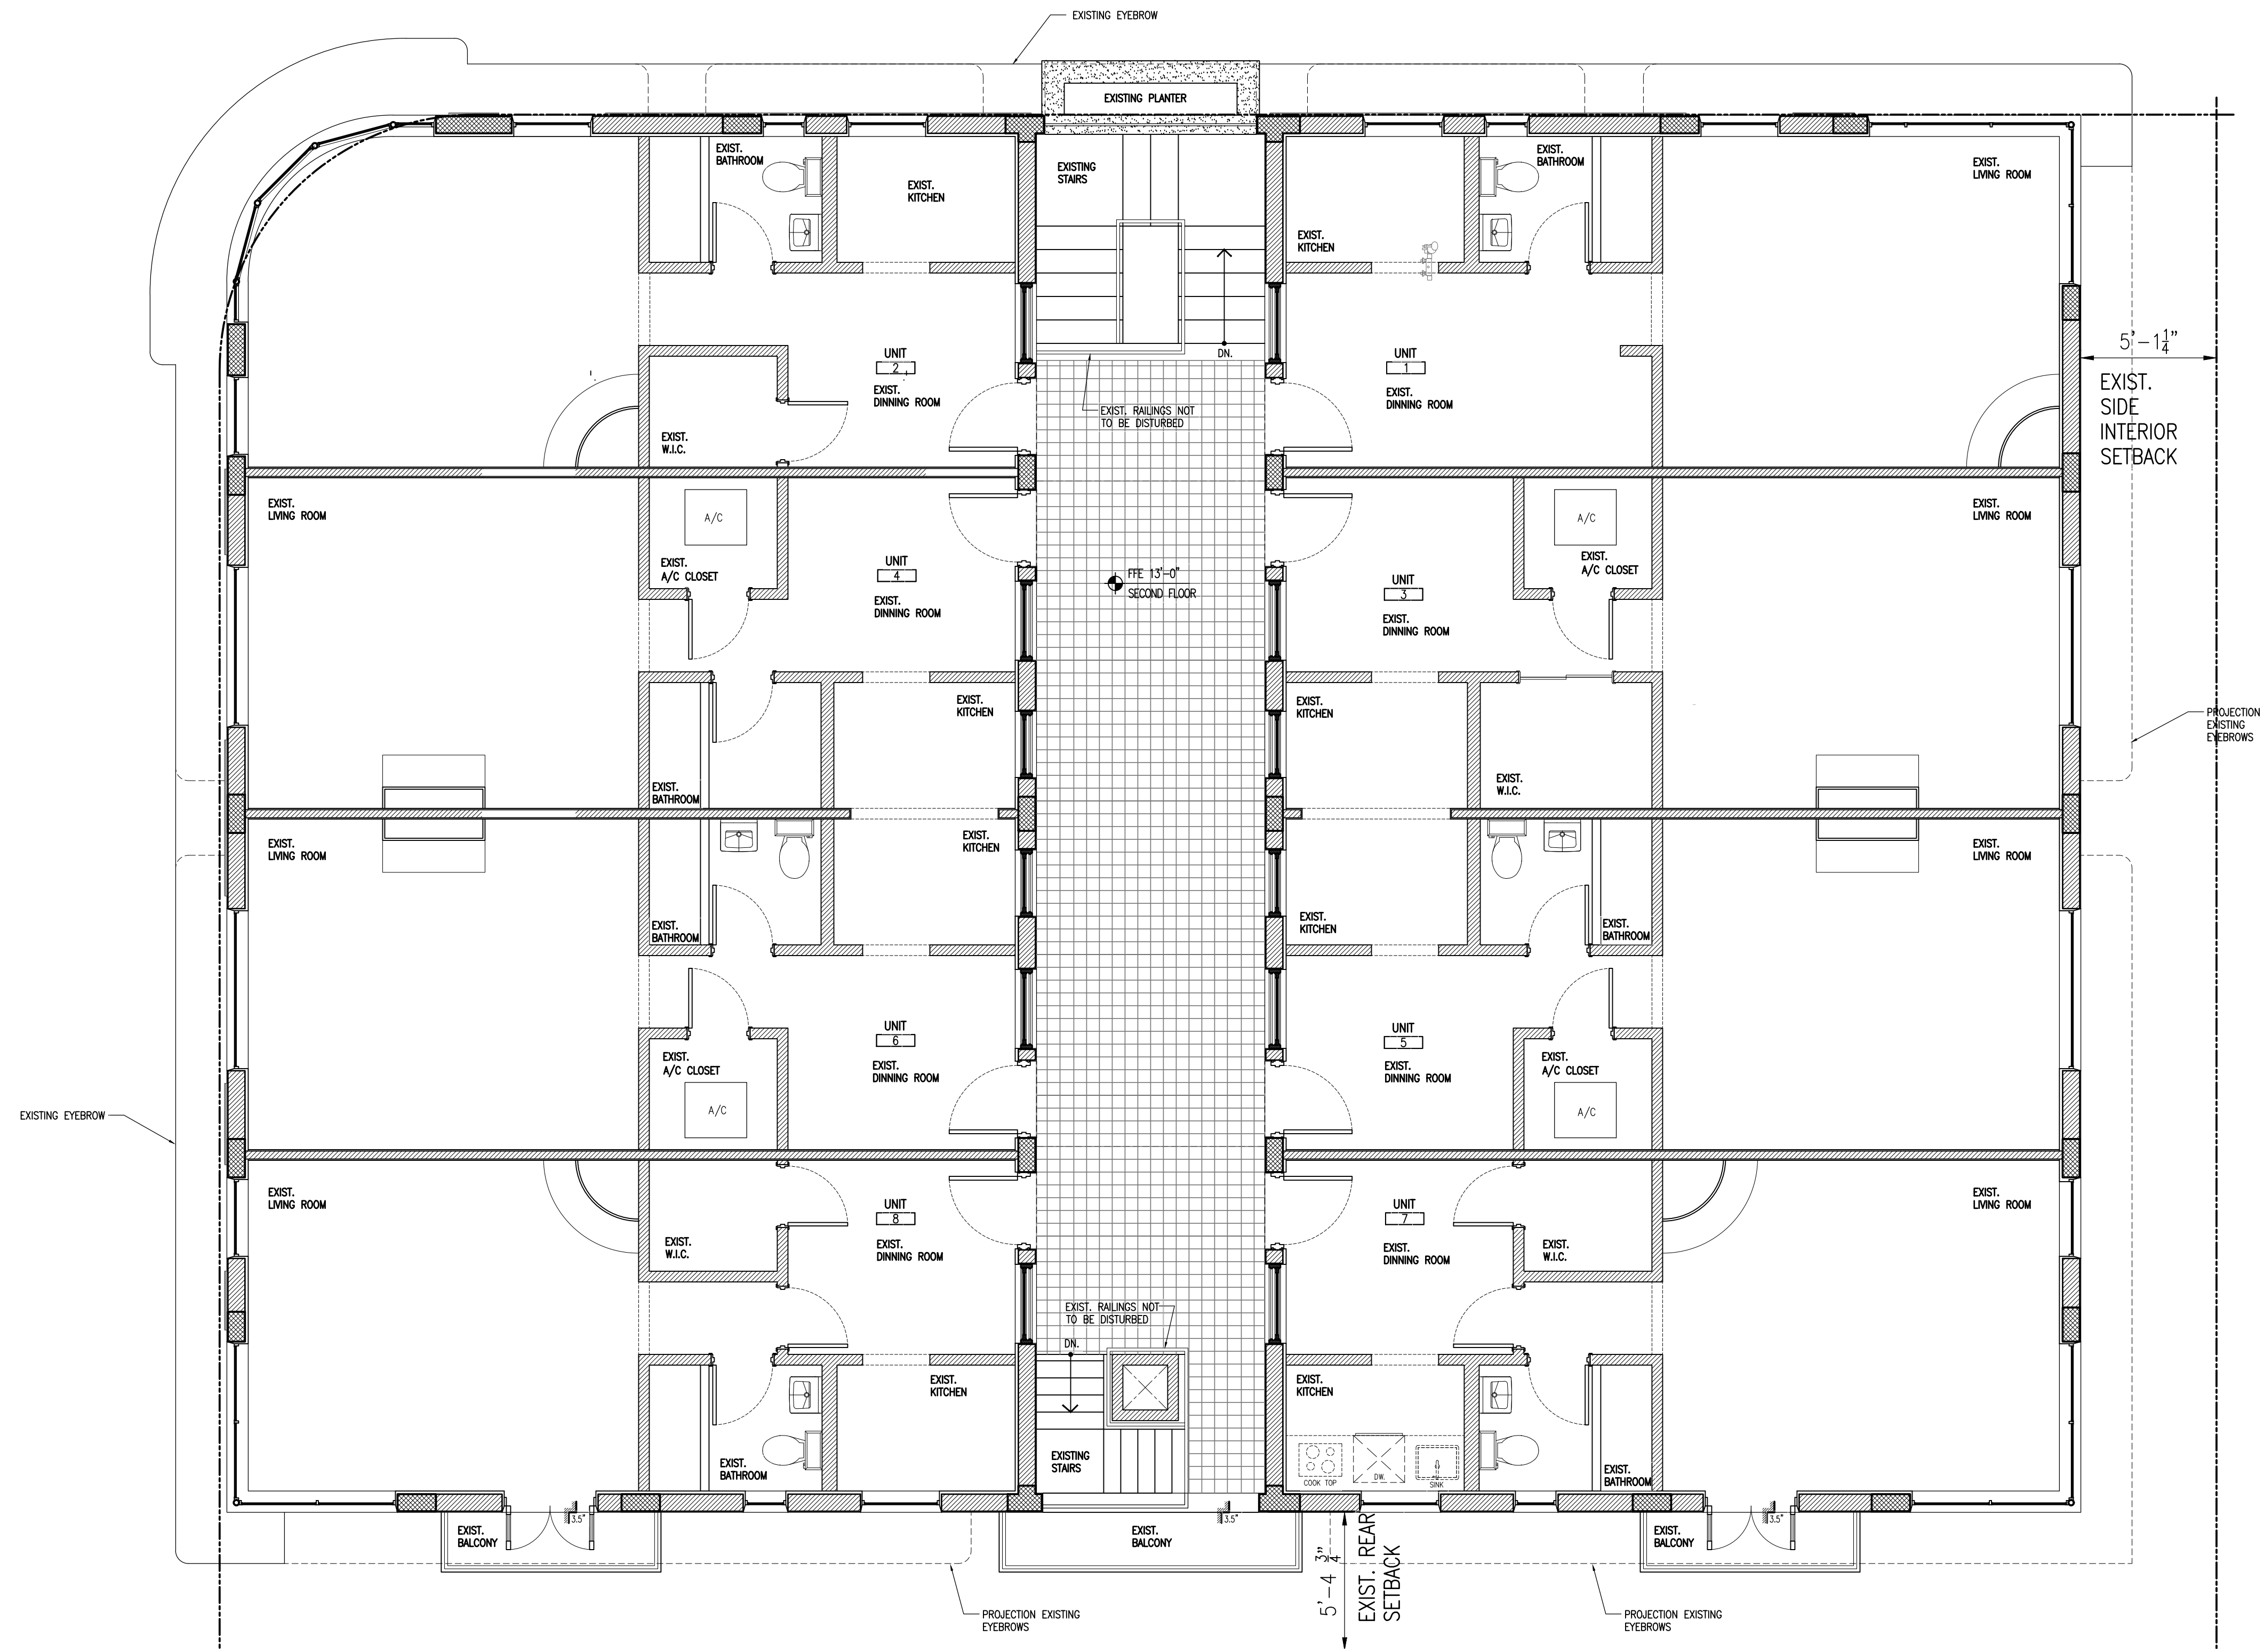 EXISTING EYEBROW
EXISTING PLANTER
EXIST.
BATHROOM
EXIST.
KITCHEN
EXISTING
STAIRS
EXIST.
KITCHEN
EXIST.
BATHROOM
EXIST.
LIVING ROOM
UNIT
2
EXIST.
DINNING ROOM
EXIST.
W.I.C.
DN.
EXIST. RAILINGS NOT
TO BE DISTURBED
UNIT
1
EXIST.
DINNING ROOM
5'-1 1/4"
EXIST.
SIDE
INTERIOR
SETBACK
EXIST.
LIVING ROOM
A/C
EXIST.
A/C CLOSET
UNIT
4
EXIST.
DINNING ROOM
FFE 13'-0"
SECOND FLOOR
UNIT
3
EXIST.
DINNING ROOM
A/C
EXIST.
A/C CLOSET
EXIST.
LIVING ROOM
EXIST.
BATHROOM
EXIST.
KITCHEN
EXIST.
KITCHEN
EXIST.
W.I.C.
PROJECTION
EXISTING
EYEBROWS
EXIST.
LIVING ROOM
EXIST.
BATHROOM
EXIST.
KITCHEN
EXIST.
KITCHEN
EXIST.
BATHROOM
EXIST.
LIVING ROOM
EXISTING EYEBROW
EXIST.
A/C CLOSET
A/C
UNIT
6
EXIST.
DINNING ROOM
UNIT
5
EXIST.
DINNING ROOM
EXIST.
A/C CLOSET
A/C
EXIST.
LIVING ROOM
EXIST.
W.I.C.
UNIT
8
EXIST.
DINNING ROOM
UNIT
7
EXIST.
DINNING ROOM
EXIST.
W.I.C.
EXIST.
LIVING ROOM
EXIST. RAILINGS NOT
TO BE DISTURBED
DN.
EXIST.
BATHROOM
EXIST.
KITCHEN
EXISTING
STAIRS
EXIST.
KITCHEN
COOK TOP
DW.
SINK
EXIST.
BATHROOM
3.5"
3.5"
3.5"
EXIST.
BALCONY
EXIST.
BALCONY
EXIST.
BALCONY
5'-4 3/4"
EXIST. REAR
SETBACK
PROJECTION EXISTING
EYEBROWS
PROJECTION EXISTING
EYEBROWS